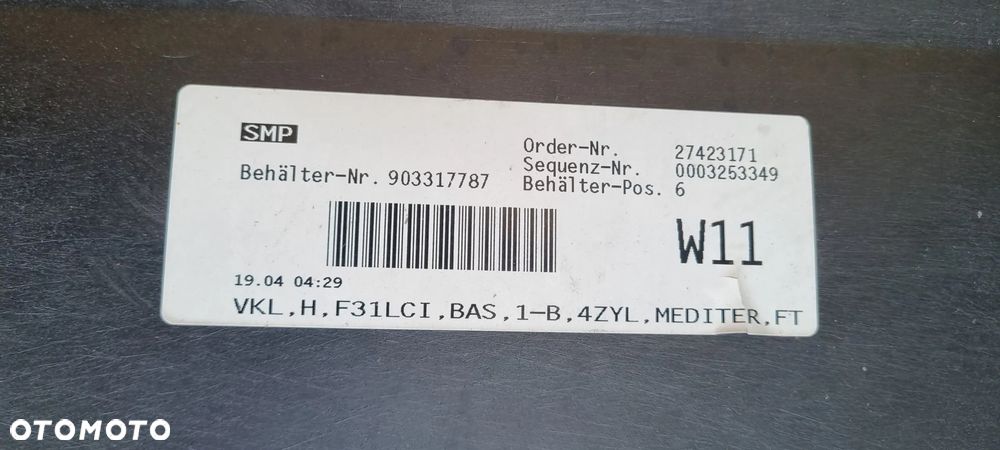 SMP
Order-Nr. 27423171
Sequenz-Nr. 0003253349
Behälter-Nr. 903317787
Behälter-Pos. 6
W11
19.04 04:29
VKL,H,F31LCI,BAS,1-B,4ZYL,MEDITER,FT
OTOMOTO